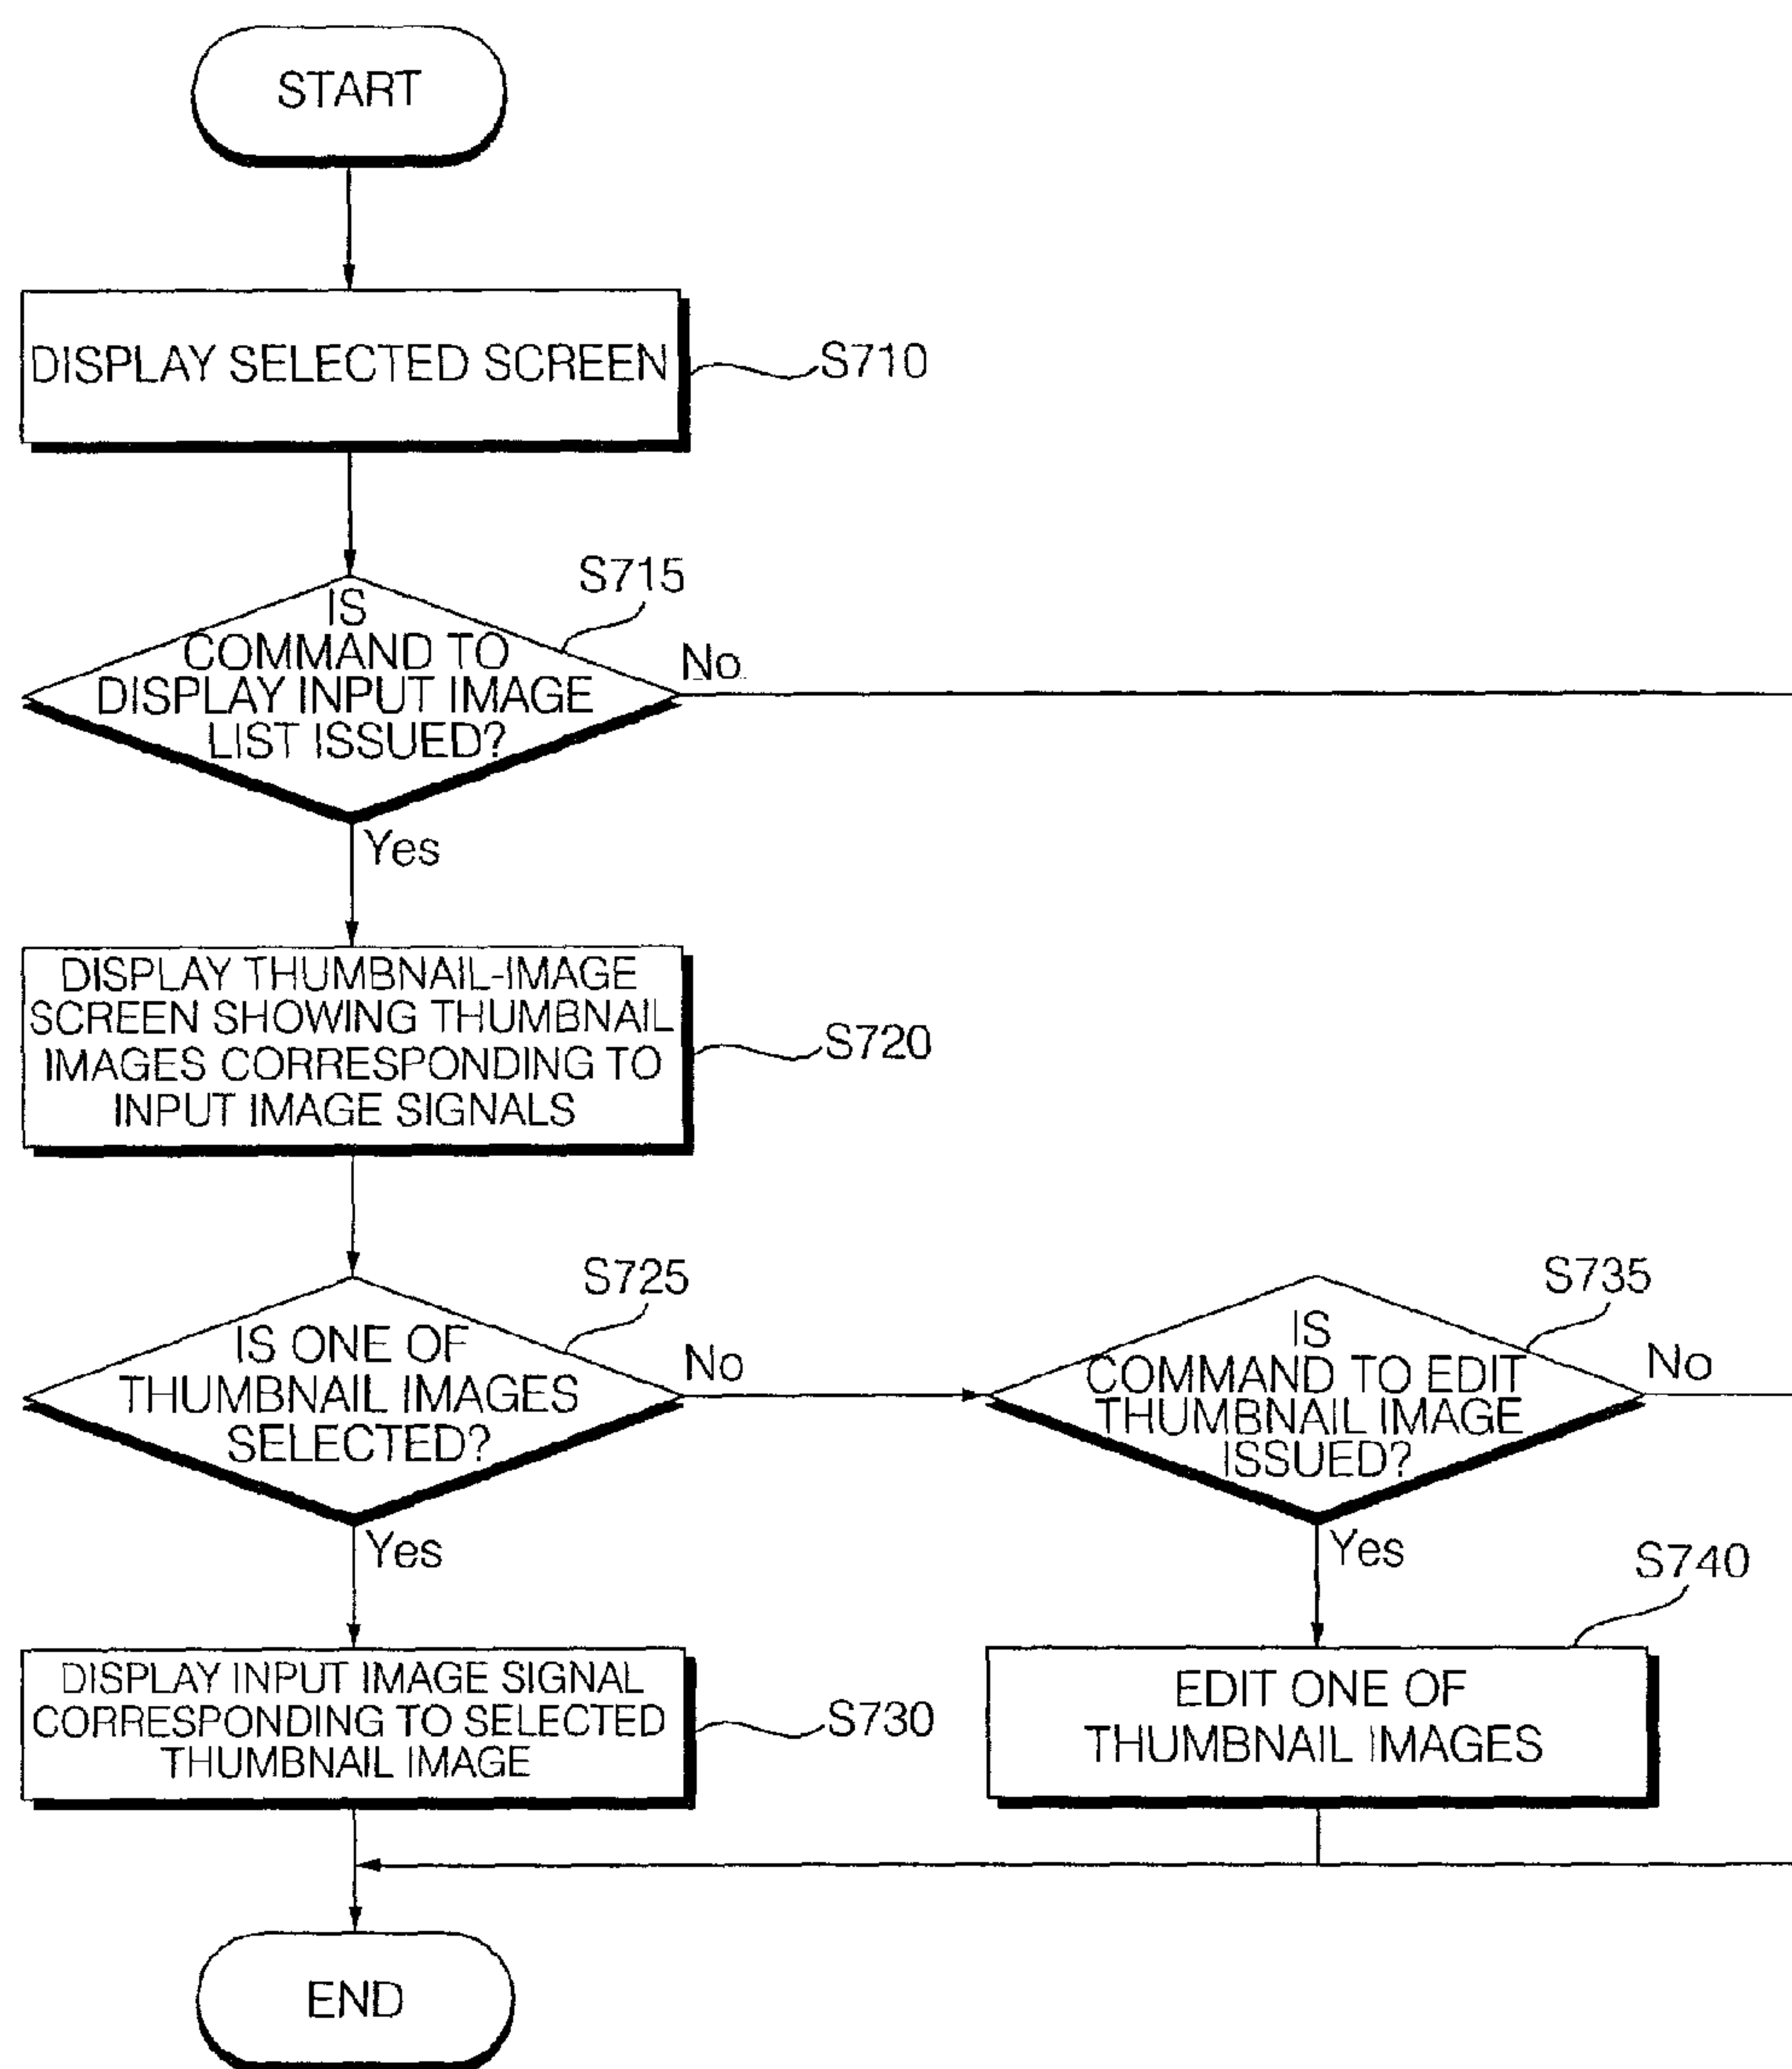 START
DISPLAY SELECTED SCREEN
S710
IS
COMMAND TO
DISPLAY INPUT IMAGE
LIST ISSUED?
S715
No
Yes
DISPLAY THUMBNAIL-IMAGE
SCREEN SHOWING THUMBNAIL
IMAGES CORRESPONDING TO
INPUT IMAGE SIGNALS
S720
IS ONE OF
THUMBNAIL IMAGES
SELECTED?
S725
No
Yes
IS
COMMAND TO EDIT
THUMBNAIL IMAGE
ISSUED?
S735
No
Yes
DISPLAY INPUT IMAGE SIGNAL
CORRESPONDING TO SELECTED
THUMBNAIL IMAGE
S730
EDIT ONE OF
THUMBNAIL IMAGES
S740
END